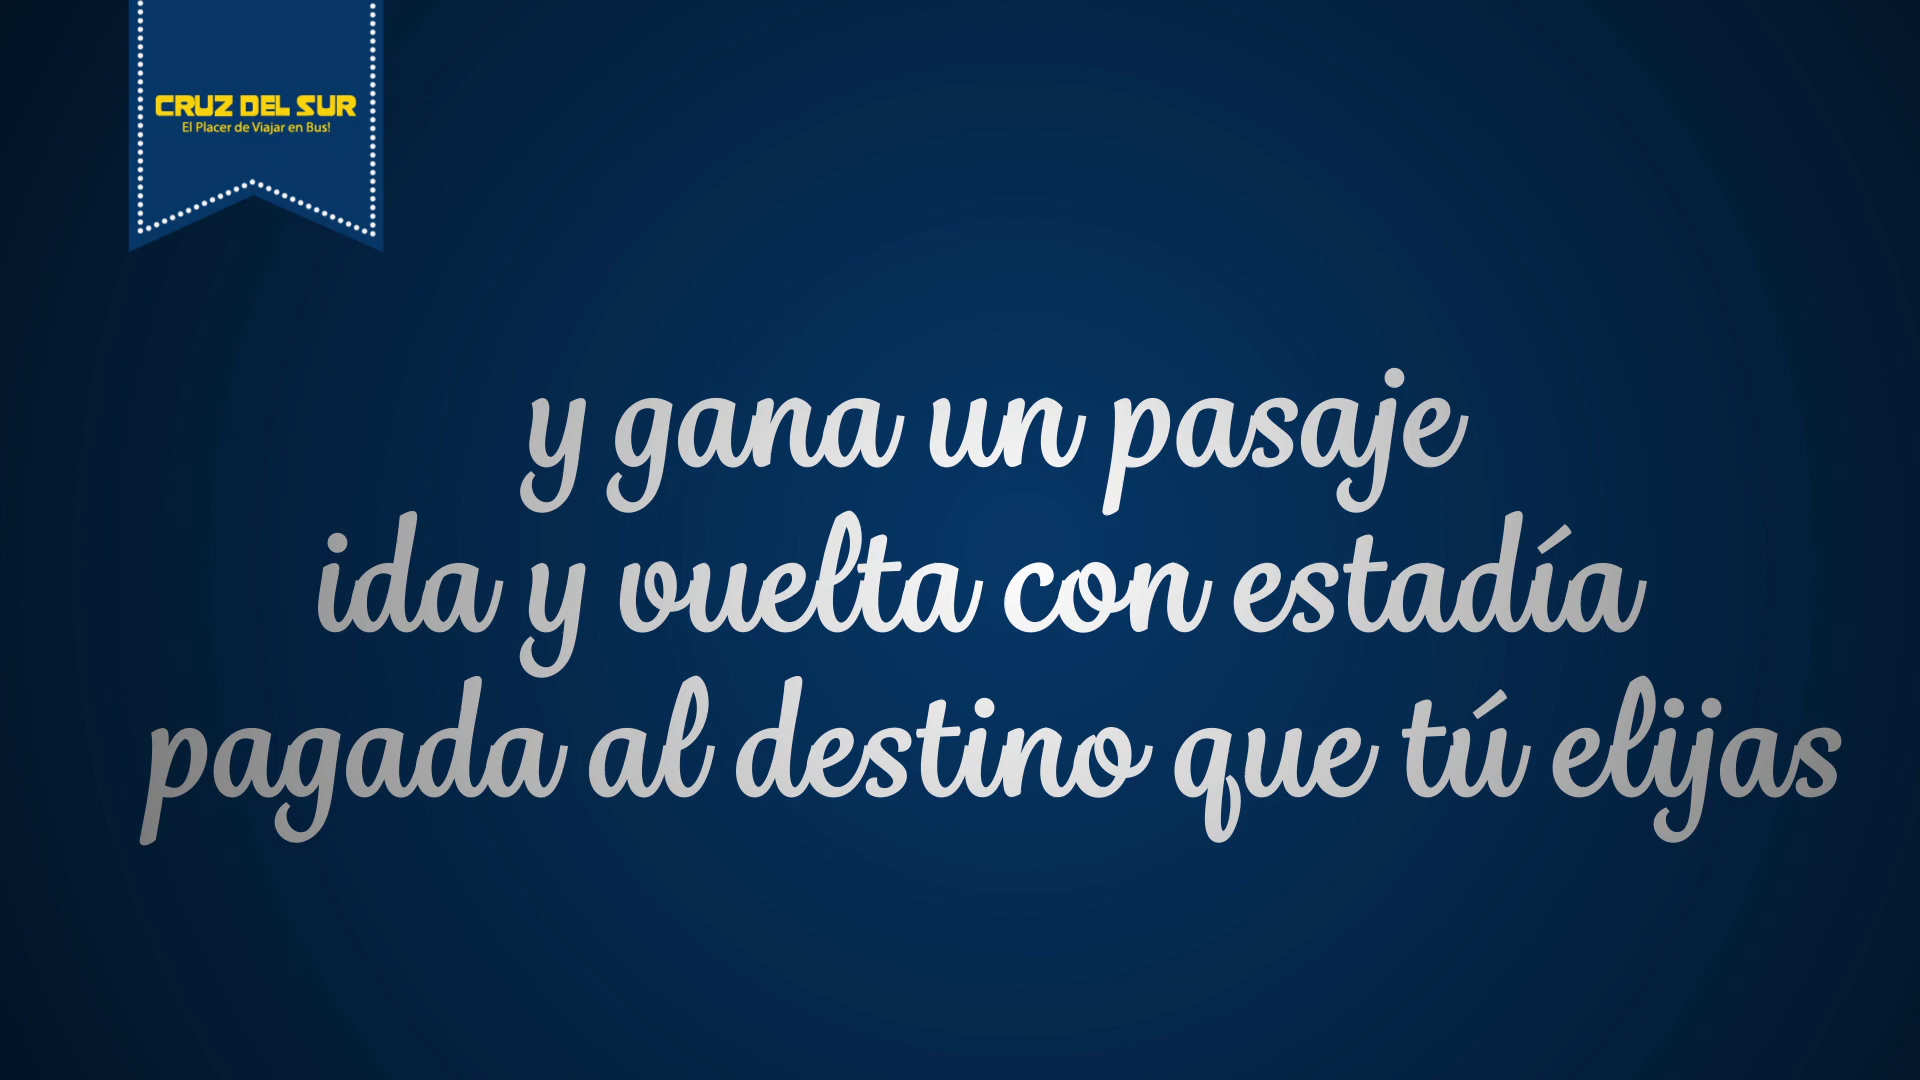 CRUZ DEL SUR
El Placer de Viajar en Bus!
y gana un pasaje
ida y vuelta con estadía
pagada al destino que tú elijas